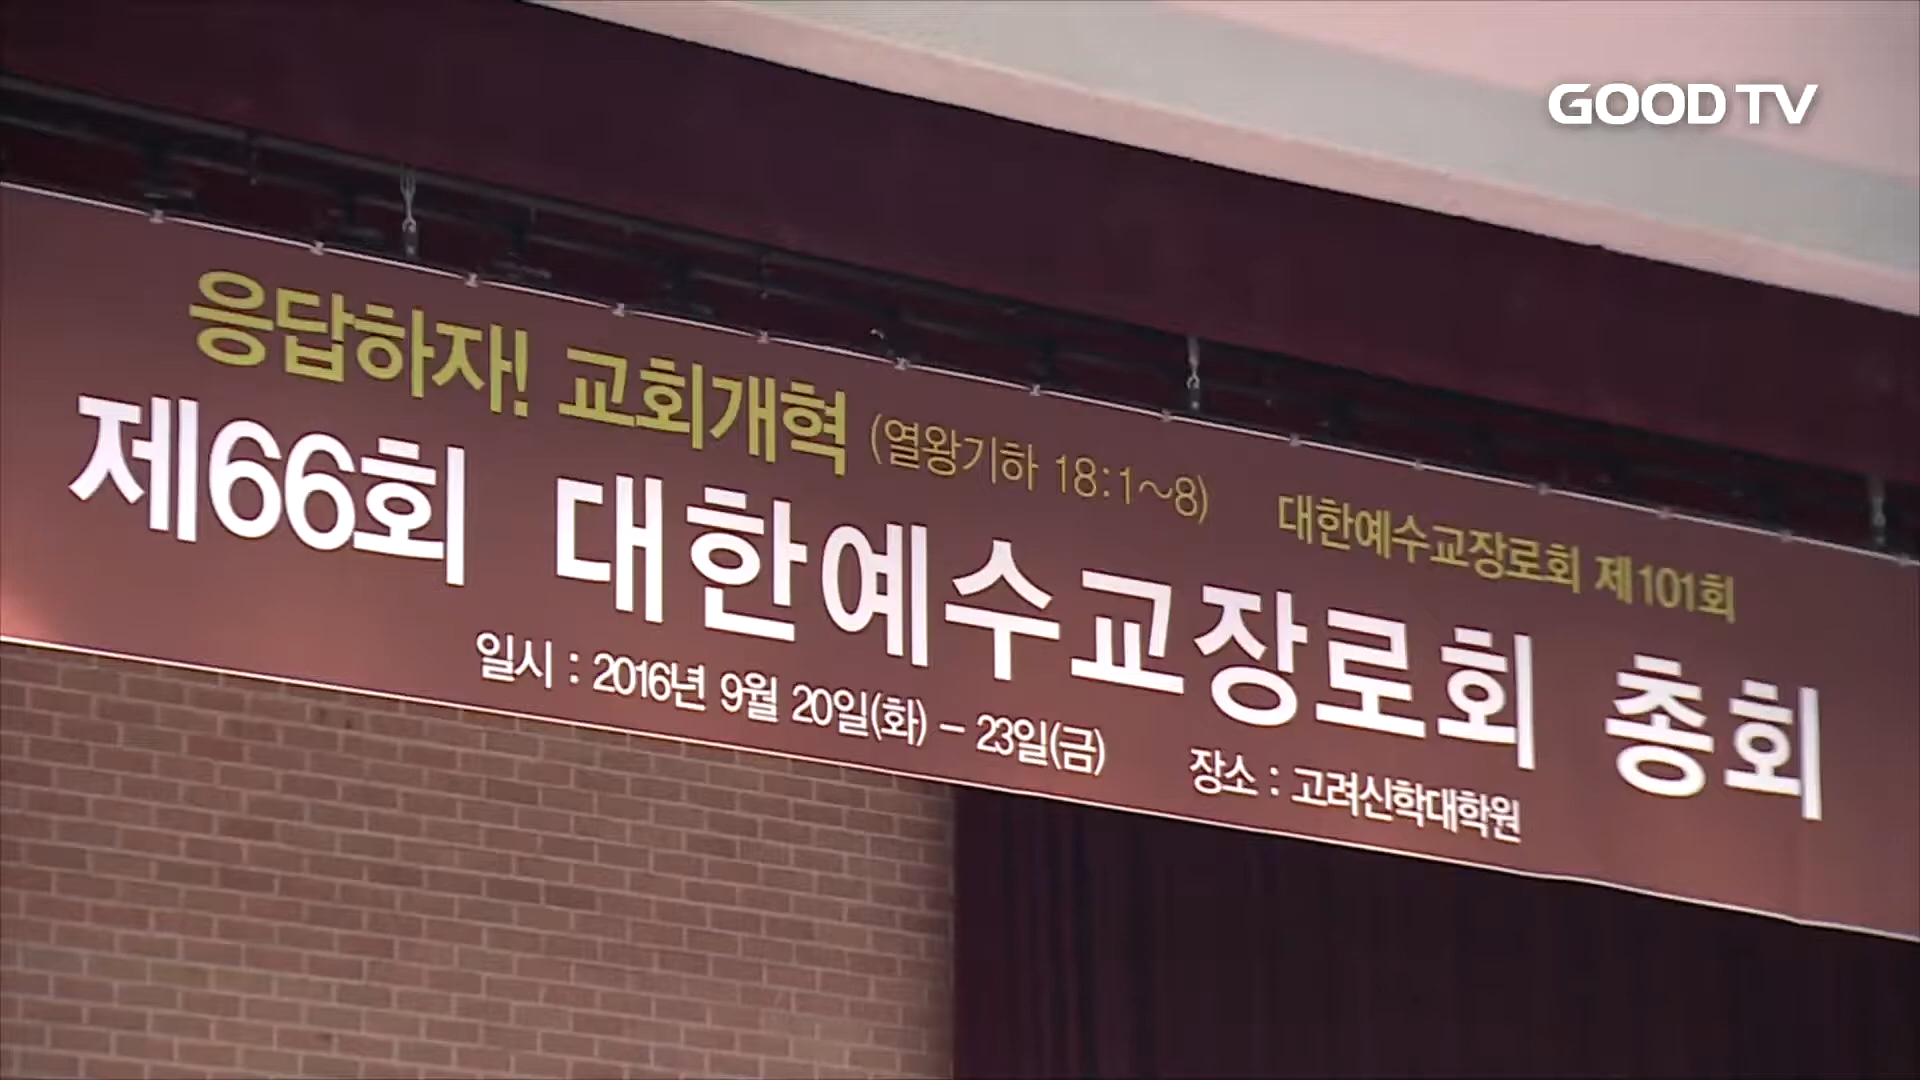 GOOD TV
응답하자! 교회개혁 (열왕기하 18:1~8) 대한예수교장로회 제101회
제66회 대한예수교장로회 총회
일시 : 2016년 9월 20일(화) - 23일(금) 장소 : 고려신학대학원